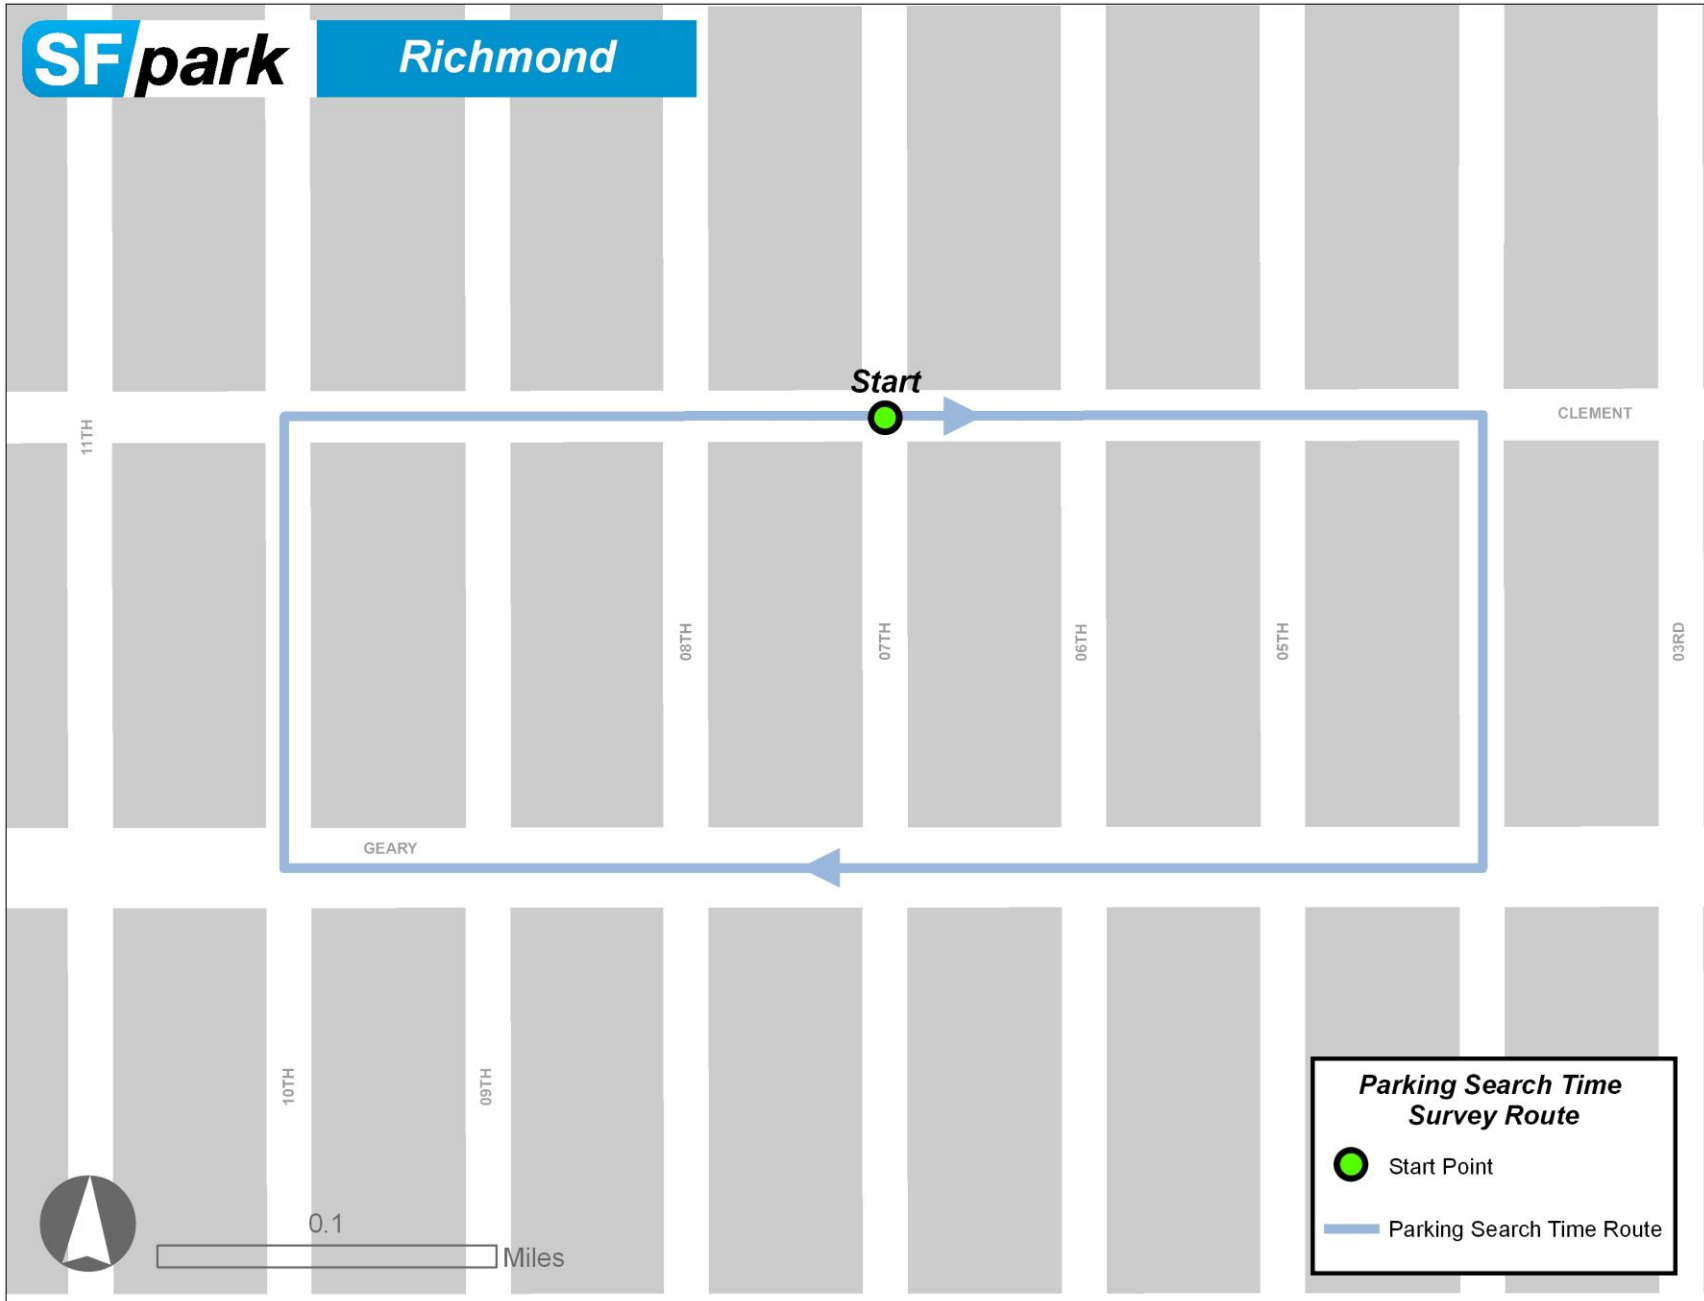 SFpark
Richmond
Start
CLEMENT
11TH
08TH
07TH
06TH
05TH
03RD
GEARY
10TH
09TH
0.1
Miles
Parking Search Time
Survey Route
Start Point
Parking Search Time Route